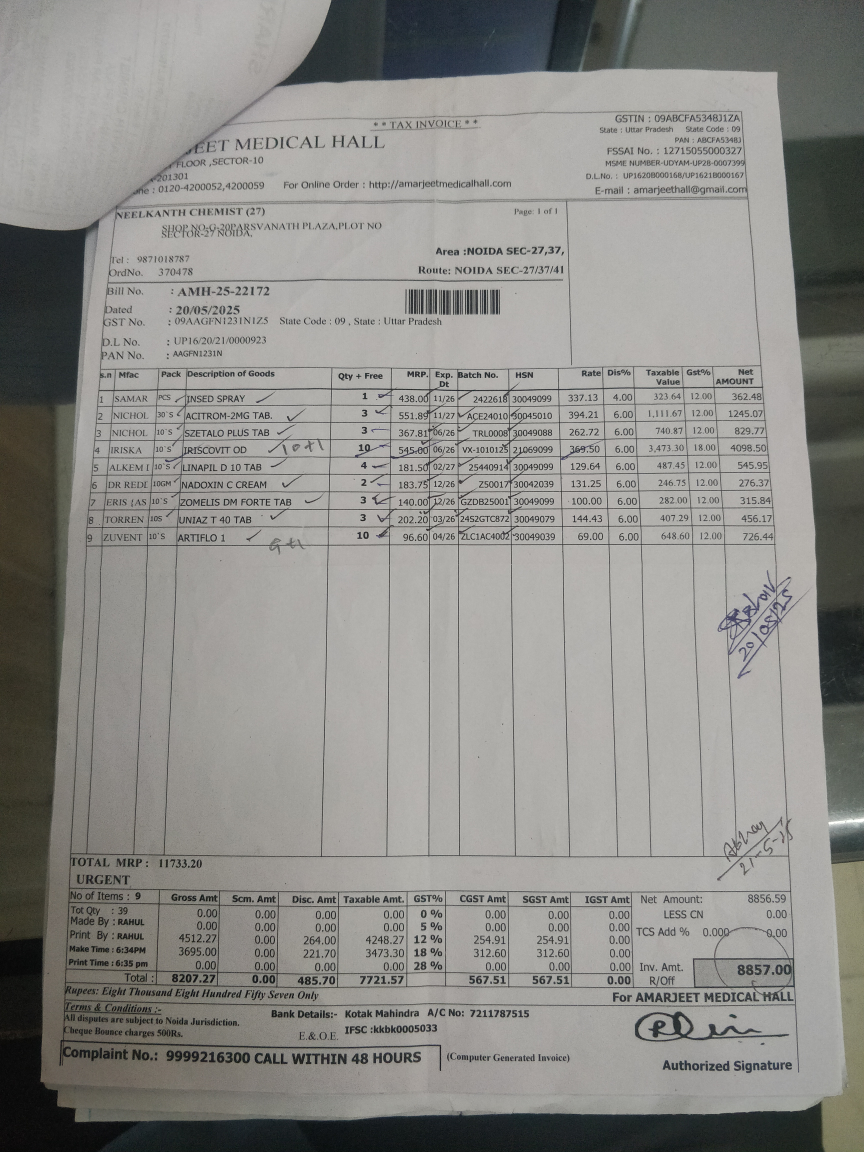 * * TAX INVOICE * *
GSTIN : 09ABCFA5348J1ZA
State : Uttar Pradesh State Code : 09
PAN : ABCFA5348J
FSSAI No. : 12715055000327
MSME NUMBER-UDYAM-UP28-0007399
D.L.No. : UP1620B000168/UP1621B000167
E-mail : amarjeethall@gmail.com
JEET MEDICAL HALL
FLOOR ,SECTOR-10
-201301
ne : 0120-4200052,4200059 For Online Order : http://amarjeetmedicalhall.com
NEELKANTH CHEMIST (27) Page: 1 of 1
SHOP NO-G-20PARSVANATH PLAZA,PLOT NO
SECTOR-27 NOIDA,
Tel : 9871018787 Area :NOIDA SEC-27,37,
OrdNo. 370478 Route: NOIDA SEC-27/37/41
Bill No. : AMH-25-22172
Dated : 20/05/2025
GST No. : 09AAGFN1231N1Z5 State Code : 09 , State : Uttar Pradesh
D.L No. : UP16/20/21/0000923
PAN No. : AAGFN1231N
s.n Mfac Pack Description of Goods Qty + Free MRP. Exp. Dt Batch No. HSN Rate Dis% Taxable Value Gst% Net AMOUNT
1 SAMAR PCS INSED SPRAY 1 438.00 11/26 2422618 30049099 337.13 4.00 323.64 12.00 362.48
2 NICHOL 30`S ACITROM-2MG TAB. 3 551.89 11/27 ACE24010 90045010 394.21 6.00 1,111.67 12.00 1245.07
3 NICHOL 10`S SZETALO PLUS TAB 3 367.81 06/26 TRL0008 30049088 262.72 6.00 740.87 12.00 829.77
4 IRISKA 10`S IRISCOVIT OD 10+1 10 545.00 06/26 VX-1010125 21069099 369.50 6.00 3,473.30 18.00 4098.50
5 ALKEM I 10`S LINAPIL D 10 TAB 4 181.50 02/27 25440914 30049099 129.64 6.00 487.45 12.00 545.95
6 DR REDE 10GM NADOXIN C CREAM 2 183.75 12/26 Z50017 30042039 131.25 6.00 246.75 12.00 276.37
7 ERIS {AS 10`S ZOMELIS DM FORTE TAB 3 140.00 12/26 GZDB25001 30049099 100.00 6.00 282.00 12.00 315.84
8 TORREN 10S UNIAZ T 40 TAB 3 202.20 03/26 24S2GTC872 30049079 144.43 6.00 407.29 12.00 456.17
9 ZUVENT 10`S ARTIFLO 1 9+1 10 96.60 04/26 ZLC1AC4002 30049039 69.00 6.00 648.60 12.00 726.44
20/05/25
Abhay
21-5-25
TOTAL MRP : 11733.20
URGENT
No of Items : 9 Gross Amt Scm. Amt Disc. Amt Taxable Amt. GST% CGST Amt SGST Amt IGST Amt Net Amount: 8856.59
Tot Qty : 39 0.00 0.00 0.00 0.00 0 % 0.00 0.00 0.00 LESS CN 0.00
Made By : RAHUL 0.00 0.00 0.00 0.00 5 % 0.00 0.00 0.00
Print By : RAHUL 4512.27 0.00 264.00 4248.27 12 % 254.91 254.91 0.00 TCS Add % 0.000 0.00
Make Time : 6:34PM 3695.00 0.00 221.70 3473.30 18 % 312.60 312.60 0.00
Print Time : 6:35 pm 0.00 0.00 0.00 0.00 28 % 0.00 0.00 0.00 Inv. Amt. 8857.00
Total : 8207.27 0.00 485.70 7721.57 567.51 567.51 0.00 R/Off
Rupees: Eight Thousand Eight Hundred Fifty Seven Only For AMARJEET MEDICAL HALL
Terms & Conditions :-
All disputes are subject to Noida Jurisdiction.
Cheque Bounce charges 500Rs.
Bank Details:- Kotak Mahindra A/C No: 7211787515
E.& O.E. IFSC :kkbk0005033
Complaint No.: 9999216300 CALL WITHIN 48 HOURS (Computer Generated Invoice)
Authorized Signature